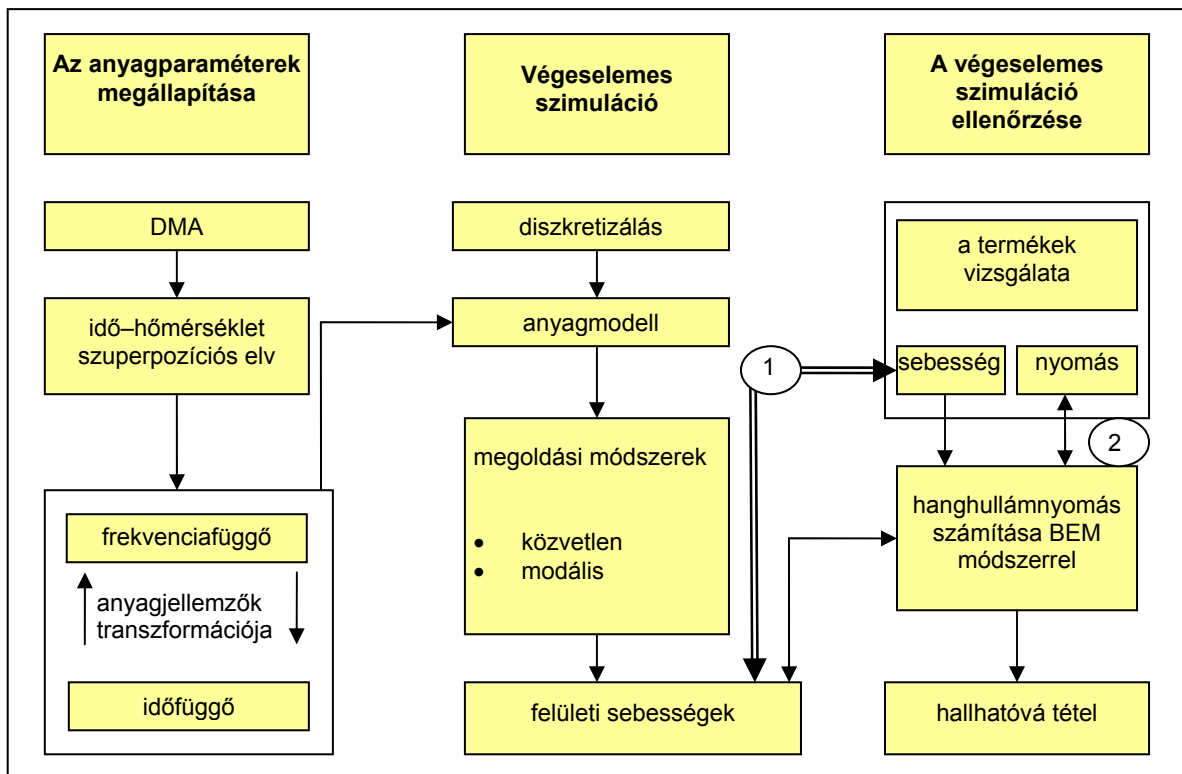 Az anyagparaméterek
megállapítása
Végeselemes
szimuláció
A végeselemes
szimuláció
ellenőrzése
DMA
idő–hőmérséklet
szuperpozíciós elv
frekvenciafüggő
anyagjellemzők
transzformációja
időfüggő
diszkretizálás
anyagmodell
megoldási módszerek
• közvetlen
• modális
felületi sebességek
1
a termékek
vizsgálata
sebesség
nyomás
2
hanghullámnyomás
számítása BEM
módszerrel
hallhatóvá tétel